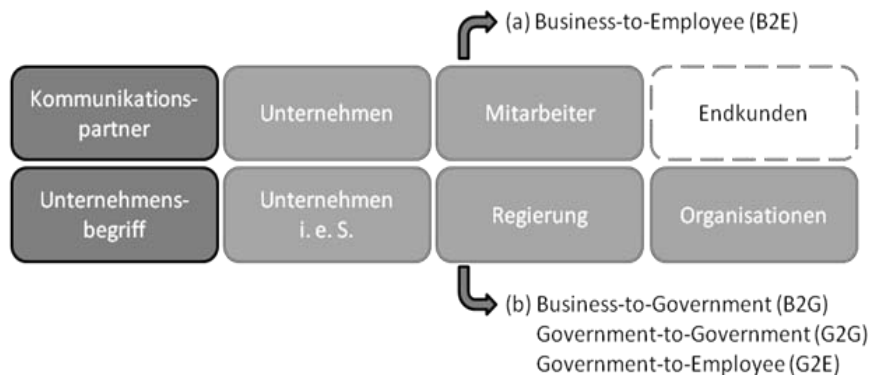 (a) Business-to-Employee (B2E)
Kommunikations-
partner
Unternehmen
Mitarbeiter
Endkunden
Unternehmens-
begriff
Unternehmen
i. e. S.
Regierung
Organisationen
(b) Business-to-Government (B2G)
Government-to-Government (G2G)
Government-to-Employee (G2E)